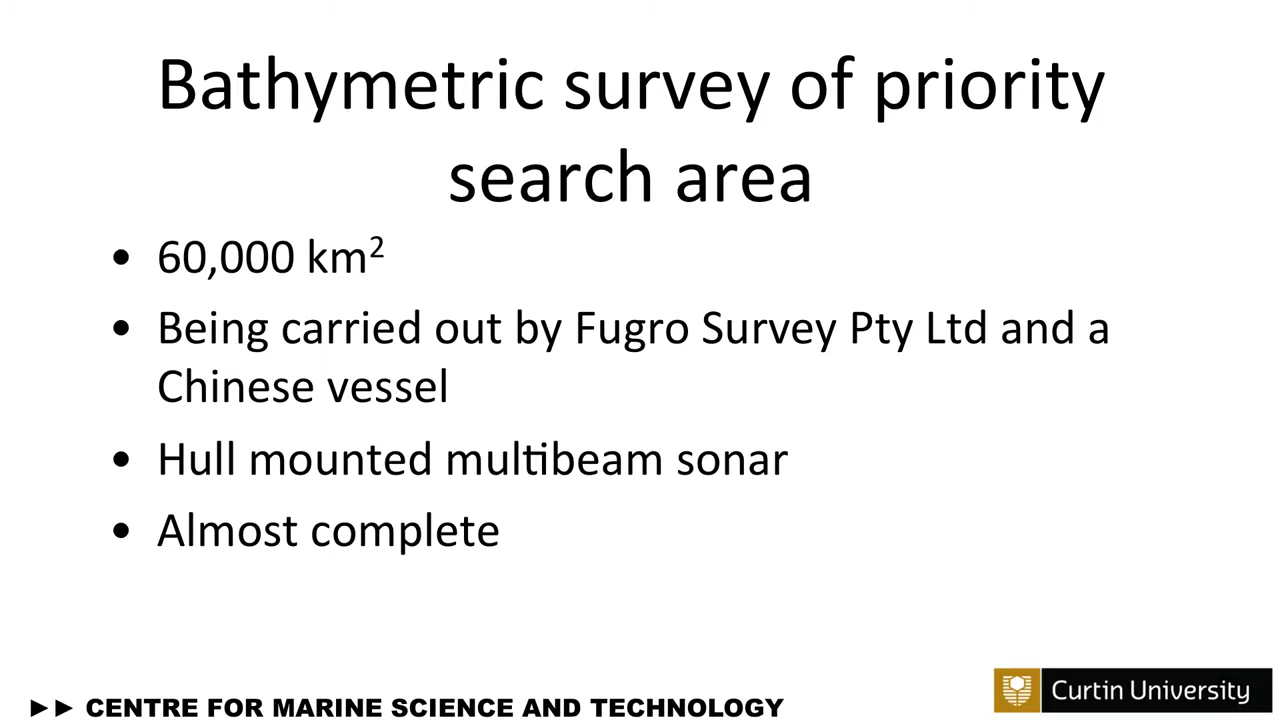 Bathymetric survey of priority
search area
• 60,000 km²
• Being carried out by Fugro Survey Pty Ltd and a
Chinese vessel
• Hull mounted multibeam sonar
• Almost complete
►► CENTRE FOR MARINE SCIENCE AND TECHNOLOGY
Curtin University